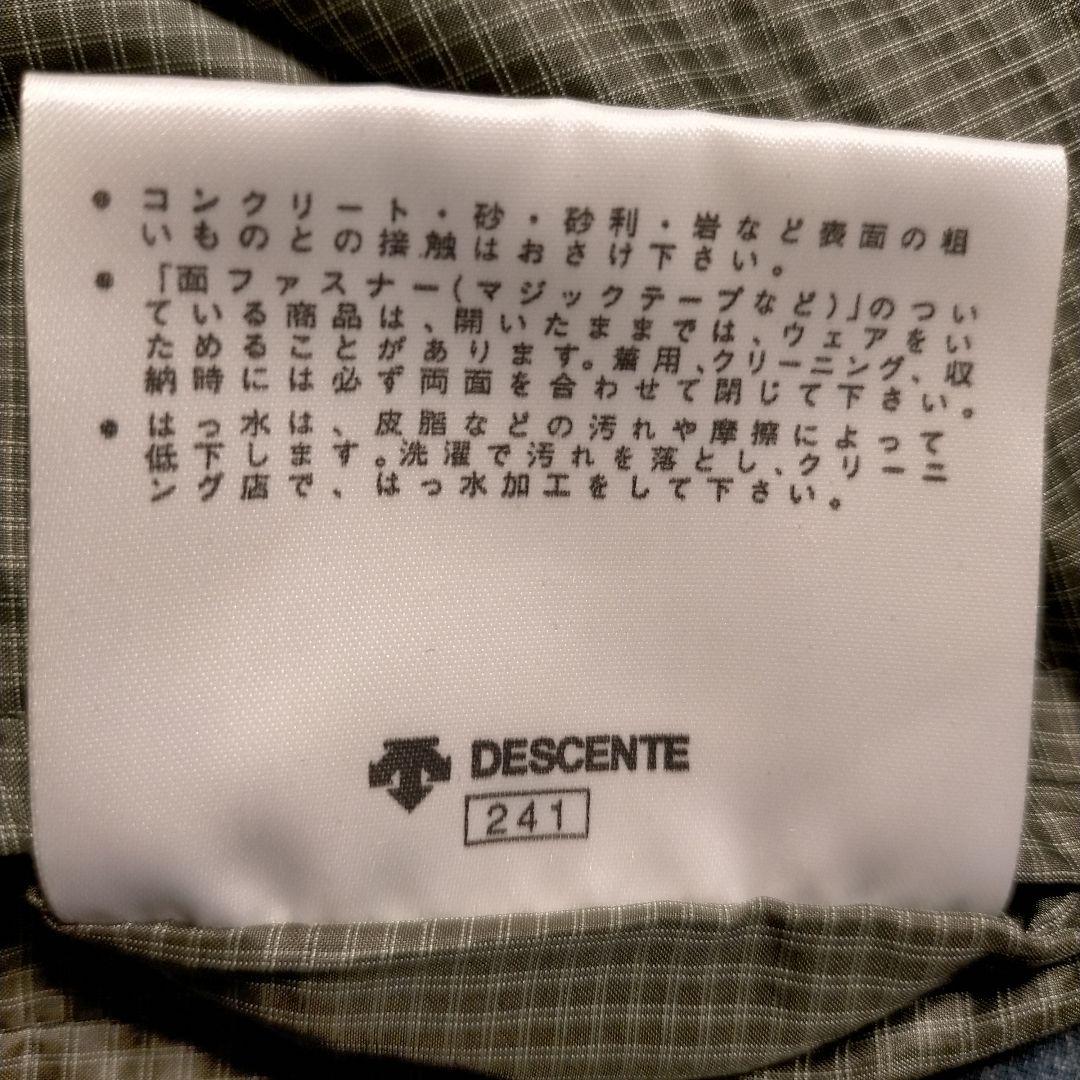 ● コンクリート・砂・砂利・岩など表面の粗
いものとの接触はおさけ下さい。
● 「面ファスナー(マジックテープなど)」のつい
ている商品は、開いたままでは、ウェアをい
ためることがあります。着用、クリーニング、収
納時には必ず両面を合わせて閉じて下さい。
● はっ水は、皮脂などの汚れや摩擦によって
低下します。洗濯で汚れを落とし、クリーニ
ング店で、はっ水加工をして下さい。
DESCENTE
241